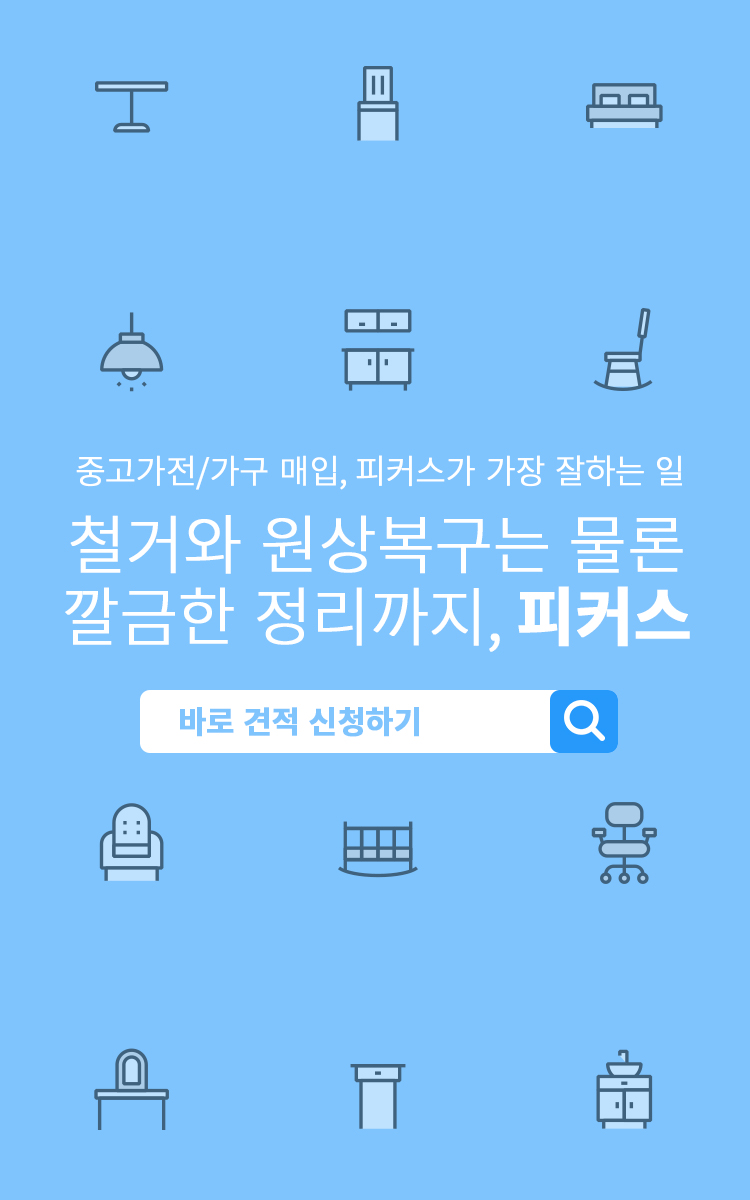 중고가전/가구 매입, 피커스가 가장 잘하는 일
철거와 원상복구는 물론
깔금한 정리까지, 피커스
바로 견적 신청하기